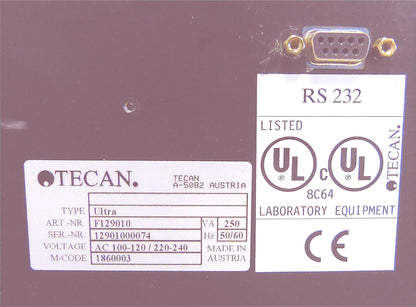 RS 232
LISTED
UL C UL
8C64
LABORATORY EQUIPMENT
TECAN.
CE
TECAN.
TECAN
A-5082 AUSTRIA
TYPE Ultra
ART.-NR. F129010 VA 250
SER.-NR. 12901000074 Hz 50/60
VOLTAGE AC 100-120 / 220-240 MADE IN
M-CODE 1860003 AUSTRIA